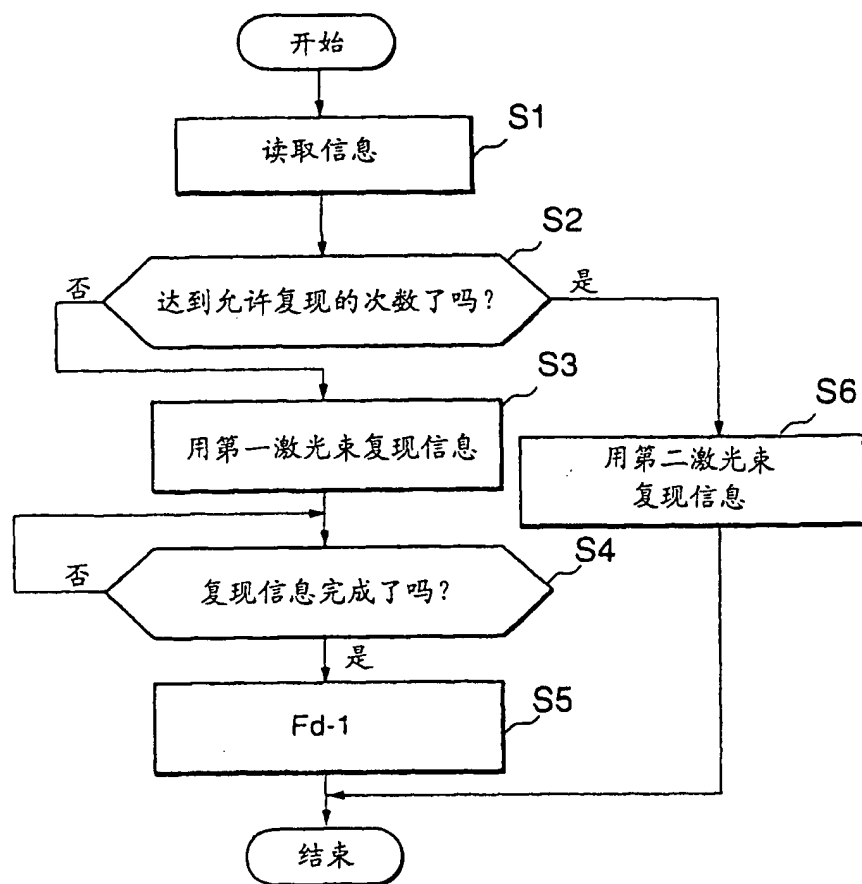 开始
读取信息
S1
达到允许复现的次数了吗?
S2
否
是
用第一激光束复现信息
S3
用第二激光束
复现信息
S6
复现信息完成了吗?
S4
否
是
Fd-1
S5
结束